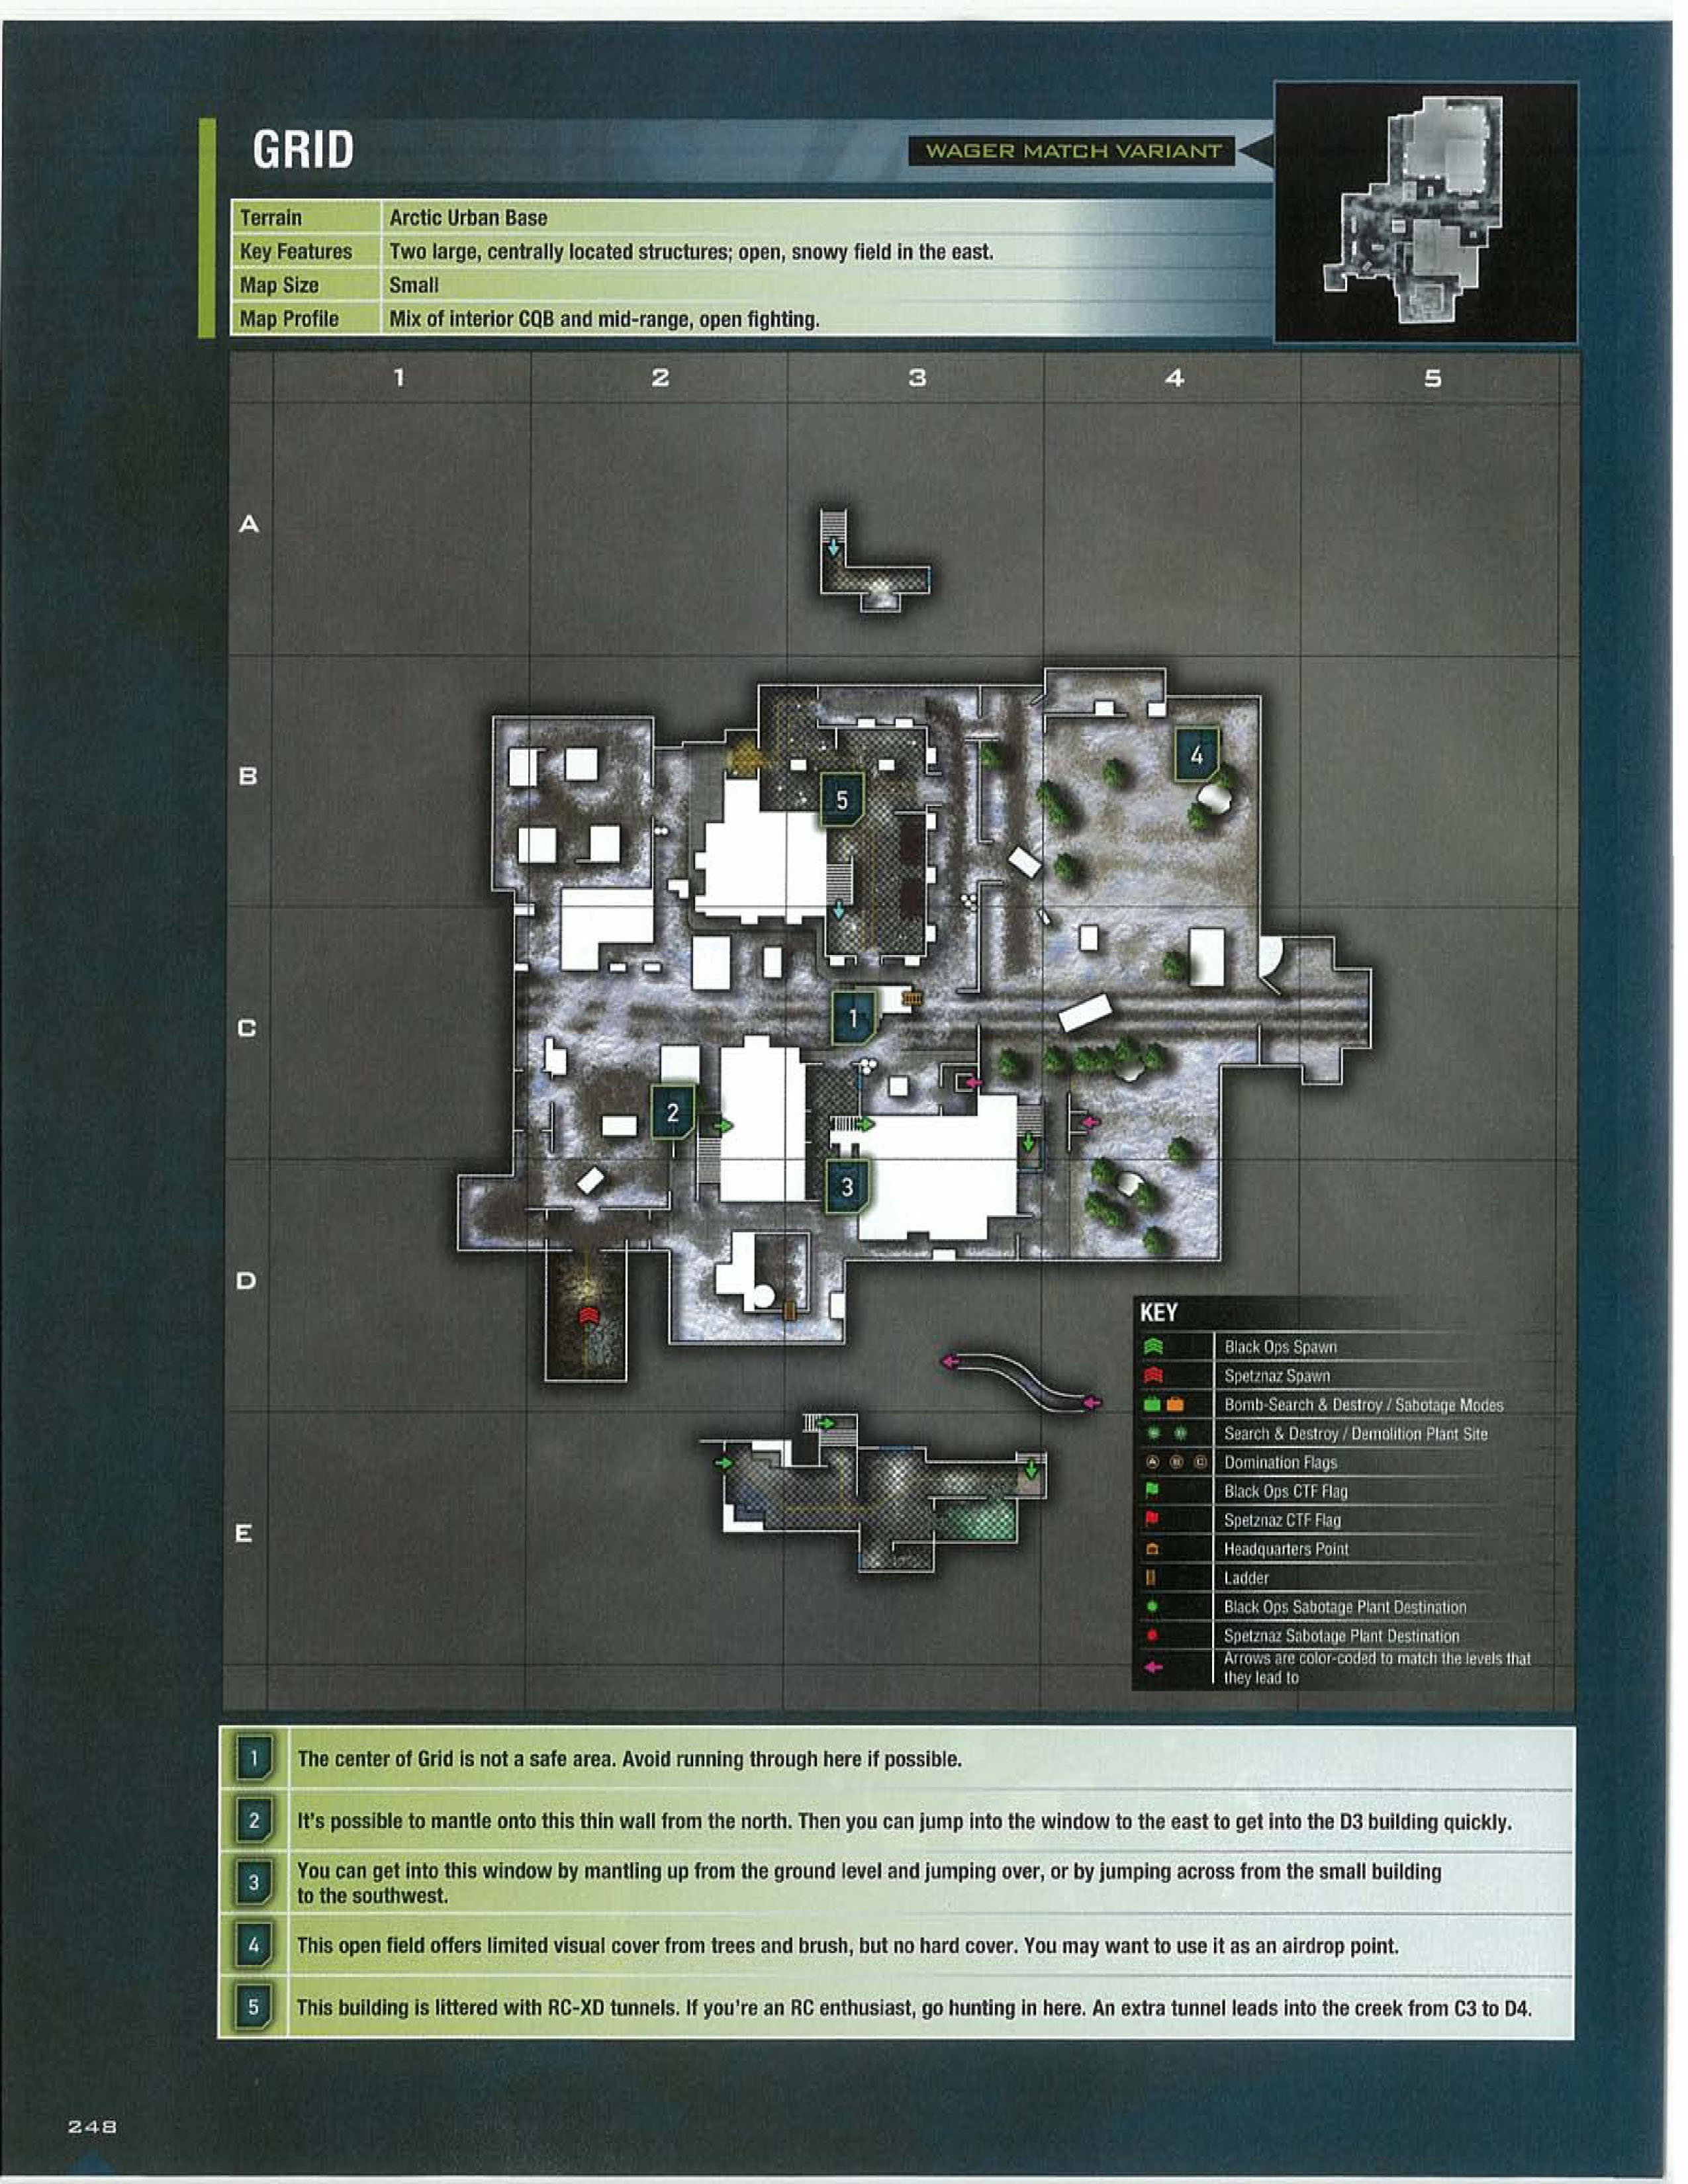 GRID
WAGER MATCH VARIANT
Terrain Arctic Urban Base
Key Features Two large, centrally located structures; open, snowy field in the east.
Map Size Small
Map Profile Mix of interior CQB and mid-range, open fighting.
1 2 3 4 5
A
B
4
5
C
1
2
3
D
KEY
Black Ops Spawn
Spetznaz Spawn
Bomb-Search & Destroy / Sabotage Modes
Search & Destroy / Demolition Plant Site
A B C Domination Flags
Black Ops CTF Flag
Spetznaz CTF Flag
Headquarters Point
Ladder
Black Ops Sabotage Plant Destination
Spetznaz Sabotage Plant Destination
Arrows are color-coded to match the levels that
they lead to
E
1 The center of Grid is not a safe area. Avoid running through here if possible.
2 It's possible to mantle onto this thin wall from the north. Then you can jump into the window to the east to get into the D3 building quickly.
3 You can get into this window by mantling up from the ground level and jumping over, or by jumping across from the small building
to the southwest.
4 This open field offers limited visual cover from trees and brush, but no hard cover. You may want to use it as an airdrop point.
5 This building is littered with RC-XD tunnels. If you're an RC enthusiast, go hunting in here. An extra tunnel leads into the creek from C3 to D4.
248